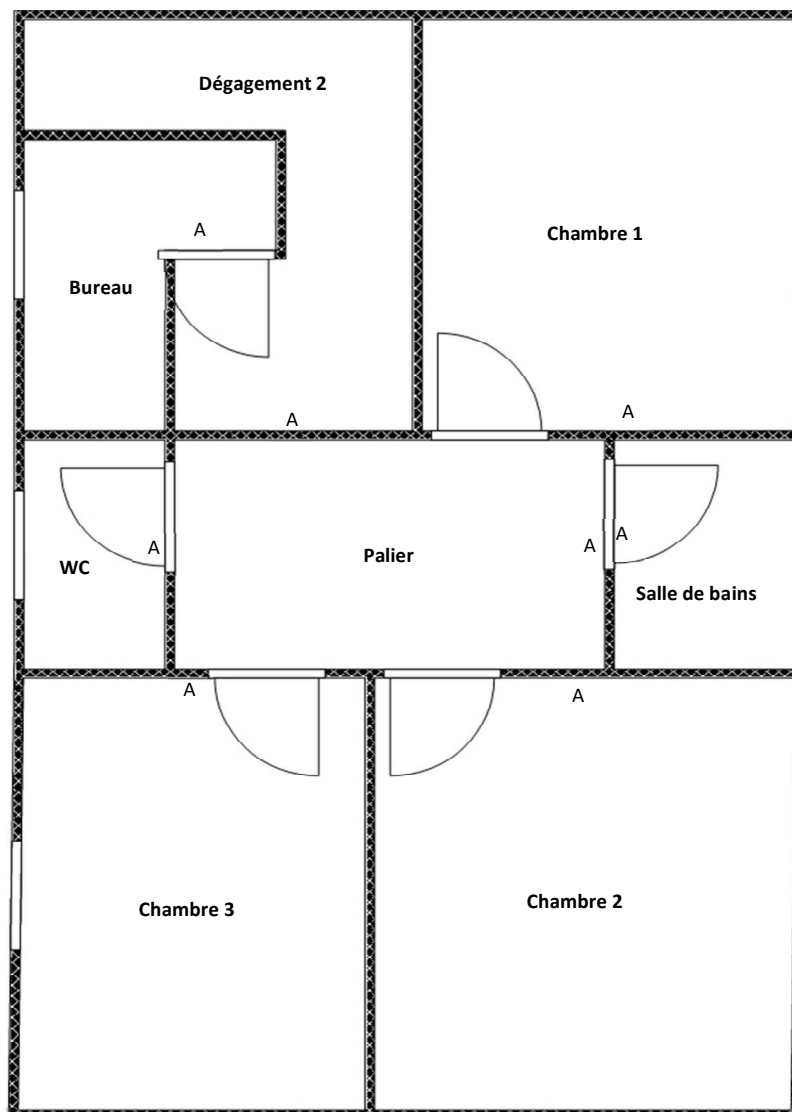 Dégagement 2
A
Chambre 1
Bureau
A
A
A
A
A
Palier
WC
Salle de bains
A
A
Chambre 3
Chambre 2